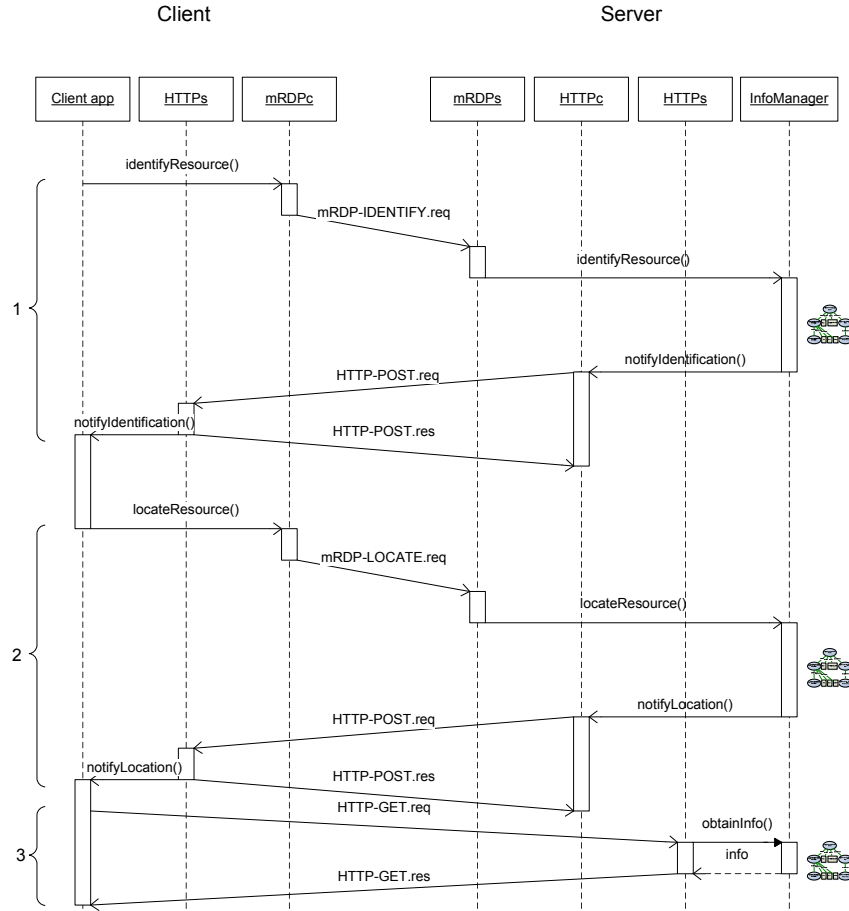 Client
Server
Client app
HTTPs
mRDPc
mRDPs
HTTPc
HTTPs
InfoManager
identifyResource()
mRDP-IDENTIFY.req
identifyResource()
1
notifyIdentification()
HTTP-POST.req
notifyIdentification()
HTTP-POST.res
locateResource()
mRDP-LOCATE.req
locateResource()
2
notifyLocation()
HTTP-POST.req
notifyLocation()
HTTP-POST.res
HTTP-GET.req
obtainInfo()
3
info
HTTP-GET.res